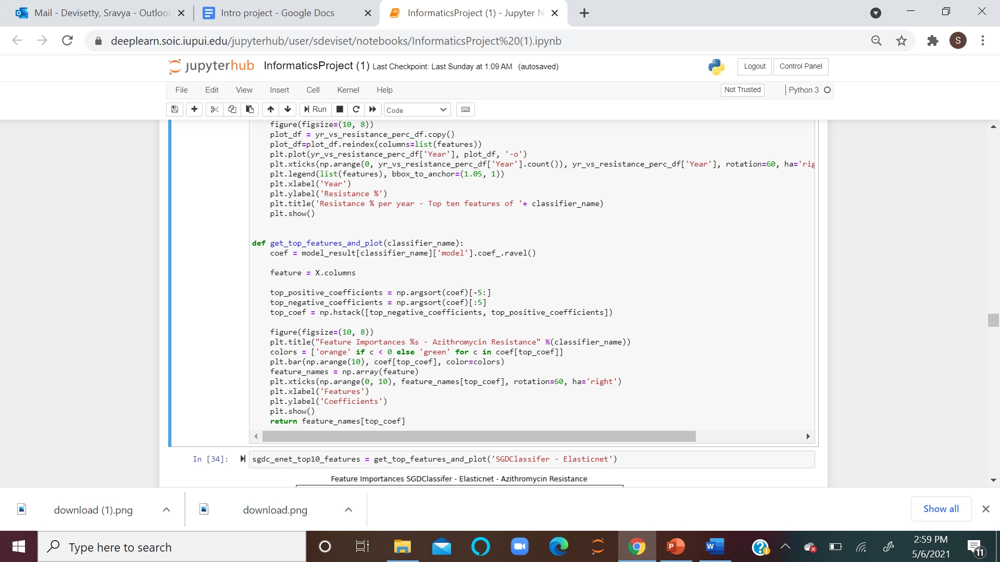 Mail - Devisetty, Sravya - Outlook
Intro project - Google Docs
InformaticsProject (1) - Jupyter N
deeplearn.soic.iupui.edu/jupyterhub/user/sdeviset/notebooks/InformaticsProject%20(1).ipynb
S
jupyterhub InformaticsProject (1) Last Checkpoint: Last Sunday at 1:09 AM (autosaved)
Logout
Control Panel
File Edit View Insert Cell Kernel Help
Not Trusted
Python 3
Run
Code
figure(figsize=(10, 8))
plot_df = yr_vs_resistance_perc_df.copy()
plot_df=plot_df.reindex(columns=list(features))
plt.plot(yr_vs_resistance_perc_df['Year'], plot_df, '-o')
plt.xticks(np.arange(0, yr_vs_resistance_perc_df['Year'].count()), yr_vs_resistance_perc_df['Year'], rotation=60, ha='rig
plt.legend(list(features), bbox_to_anchor=(1.05, 1))
plt.xlabel('Year')
plt.ylabel('Resistance %')
plt.title('Resistance % per year - Top ten features of '+ classifier_name)
plt.show()
def get_top_features_and_plot(classifier_name):
coef = model_result[classifier_name]['model'].coef_.ravel()
feature = X.columns
top_positive_coefficients = np.argsort(coef)[-5:]
top_negative_coefficients = np.argsort(coef)[:5]
top_coef = np.hstack([top_negative_coefficients, top_positive_coefficients])
figure(figsize=(10, 8))
plt.title("Feature Importances %s - Azithromycin Resistance" %(classifier_name))
colors = ['orange' if c < 0 else 'green' for c in coef[top_coef]]
plt.bar(np.arange(10), coef[top_coef], color=colors)
feature_names = np.array(feature)
plt.xticks(np.arange(0, 10), feature_names[top_coef], rotation=60, ha='right')
plt.xlabel('Features')
plt.ylabel('Coefficients')
plt.show()
return feature_names[top_coef]
In [34]: sgdc_enet_top10_features = get_top_features_and_plot('SGDClassifer - Elasticnet')
Feature Importances SGDClassifer - Elasticnet - Azithromycin Resistance
download (1).png
download.png
Show all
Type here to search
2:59 PM
5/6/2021
11